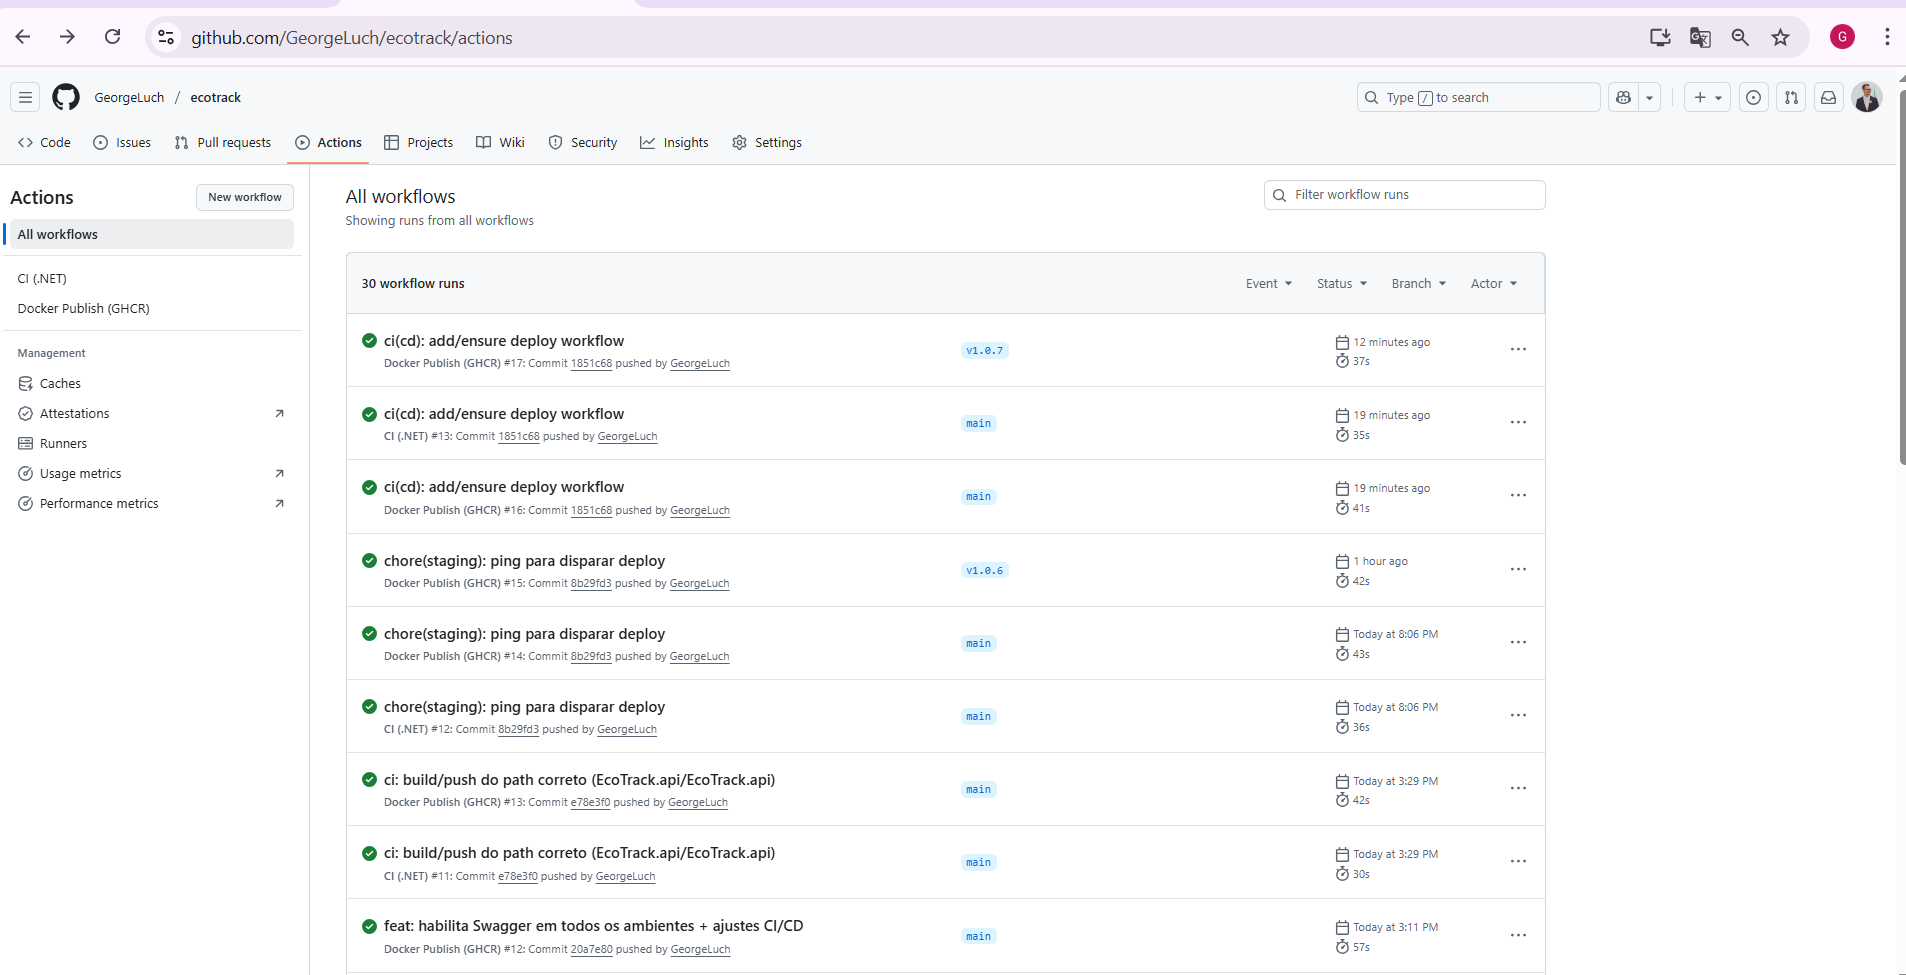 github.com/GeorgeLuch/ecotrack/actions
G
GeorgeLuch / ecotrack
Type / to search
Code
Issues
Pull requests
Actions
Projects
Wiki
Security
Insights
Settings
Actions
New workflow
All workflows
CI (.NET)
Docker Publish (GHCR)
Management
Caches
Attestations
Runners
Usage metrics
Performance metrics
All workflows
Showing runs from all workflows
Filter workflow runs
30 workflow runs
Event
Status
Branch
Actor
ci(cd): add/ensure deploy workflow
Docker Publish (GHCR) #17: Commit 1851c68 pushed by GeorgeLuch
v1.0.7
12 minutes ago
37s
ci(cd): add/ensure deploy workflow
CI (.NET) #13: Commit 1851c68 pushed by GeorgeLuch
main
19 minutes ago
35s
ci(cd): add/ensure deploy workflow
Docker Publish (GHCR) #16: Commit 1851c68 pushed by GeorgeLuch
main
19 minutes ago
41s
chore(staging): ping para disparar deploy
Docker Publish (GHCR) #15: Commit 8b29fd3 pushed by GeorgeLuch
v1.0.6
1 hour ago
42s
chore(staging): ping para disparar deploy
Docker Publish (GHCR) #14: Commit 8b29fd3 pushed by GeorgeLuch
main
Today at 8:06 PM
43s
chore(staging): ping para disparar deploy
CI (.NET) #12: Commit 8b29fd3 pushed by GeorgeLuch
main
Today at 8:06 PM
36s
ci: build/push do path correto (EcoTrack.api/EcoTrack.api)
Docker Publish (GHCR) #13: Commit e78e3f0 pushed by GeorgeLuch
main
Today at 3:29 PM
42s
ci: build/push do path correto (EcoTrack.api/EcoTrack.api)
CI (.NET) #11: Commit e78e3f0 pushed by GeorgeLuch
main
Today at 3:29 PM
30s
feat: habilita Swagger em todos os ambientes + ajustes CI/CD
Docker Publish (GHCR) #12: Commit 20a7e80 pushed by GeorgeLuch
main
Today at 3:11 PM
57s